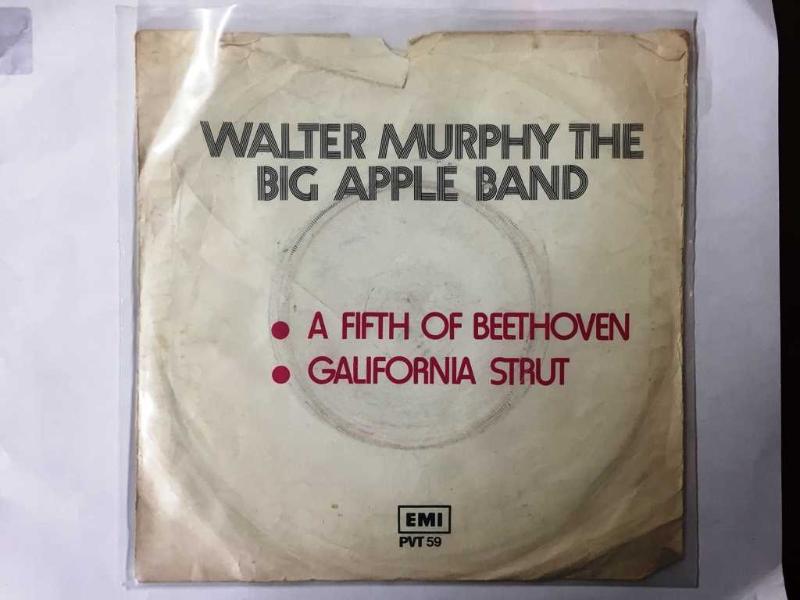 WALTER MURPHY THE
BIG APPLE BAND
• A FIFTH OF BEETHOVEN
• GALIFORNIA STRUT
EMI
PVT 59